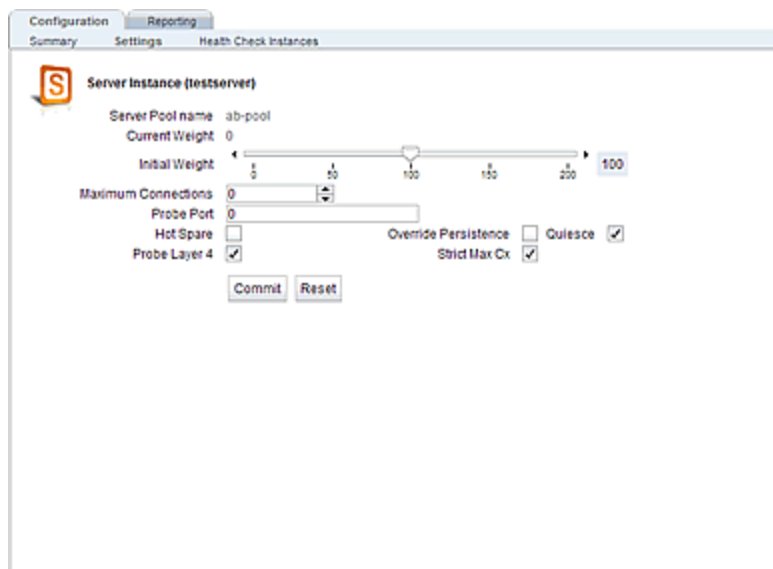 Configuration Reporting
Summary Settings Health Check Instances
S
Server Instance (testserver)
Server Pool name ab-pool
Current Weight 0
Initial Weight 100
0 50 100 150 200
Maximum Connections 0
Probe Port 0
Hot Spare Override Persistence Quiesce
Probe Layer 4 Strict Max Cx
Commit Reset